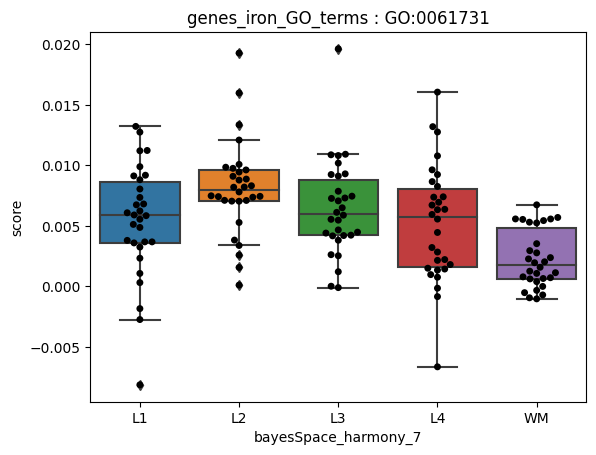 genes_iron_GO_terms : GO:0061731
0.020
0.015
0.010
0.005
0.000
−0.005
score
L1 L2 L3 L4 WM
bayesSpace_harmony_7